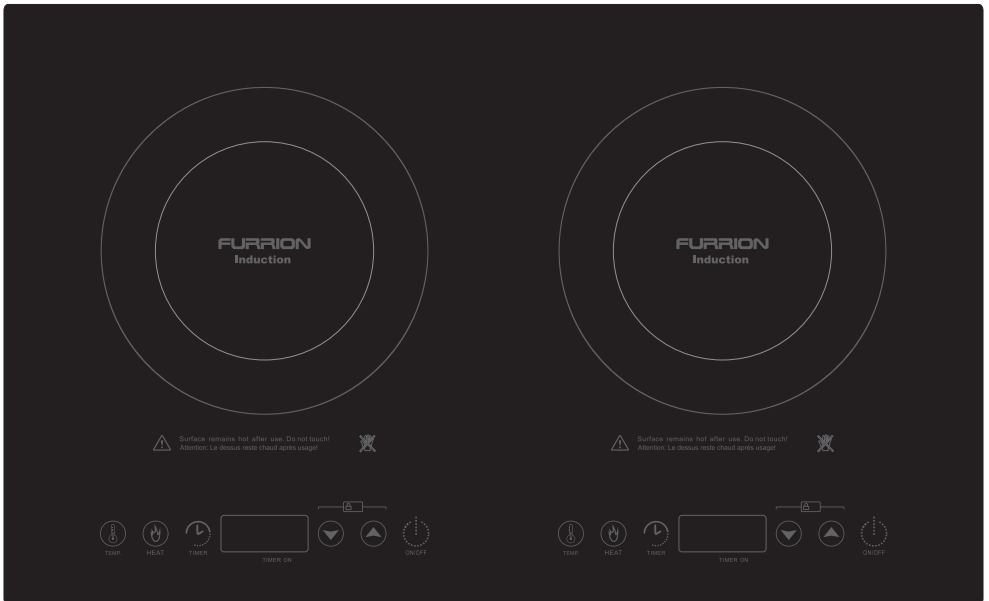 FURRION
Induction
FURRION
Induction
Surface remains hot after use. Do not touch!
Attention: Le dessus reste chaud après usage!
Surface remains hot after use. Do not touch!
Attention: Le dessus reste chaud après usage!
TEMP.
HEAT
TIMER
TIMER ON
ON/OFF
TEMP.
HEAT
TIMER
TIMER ON
ON/OFF